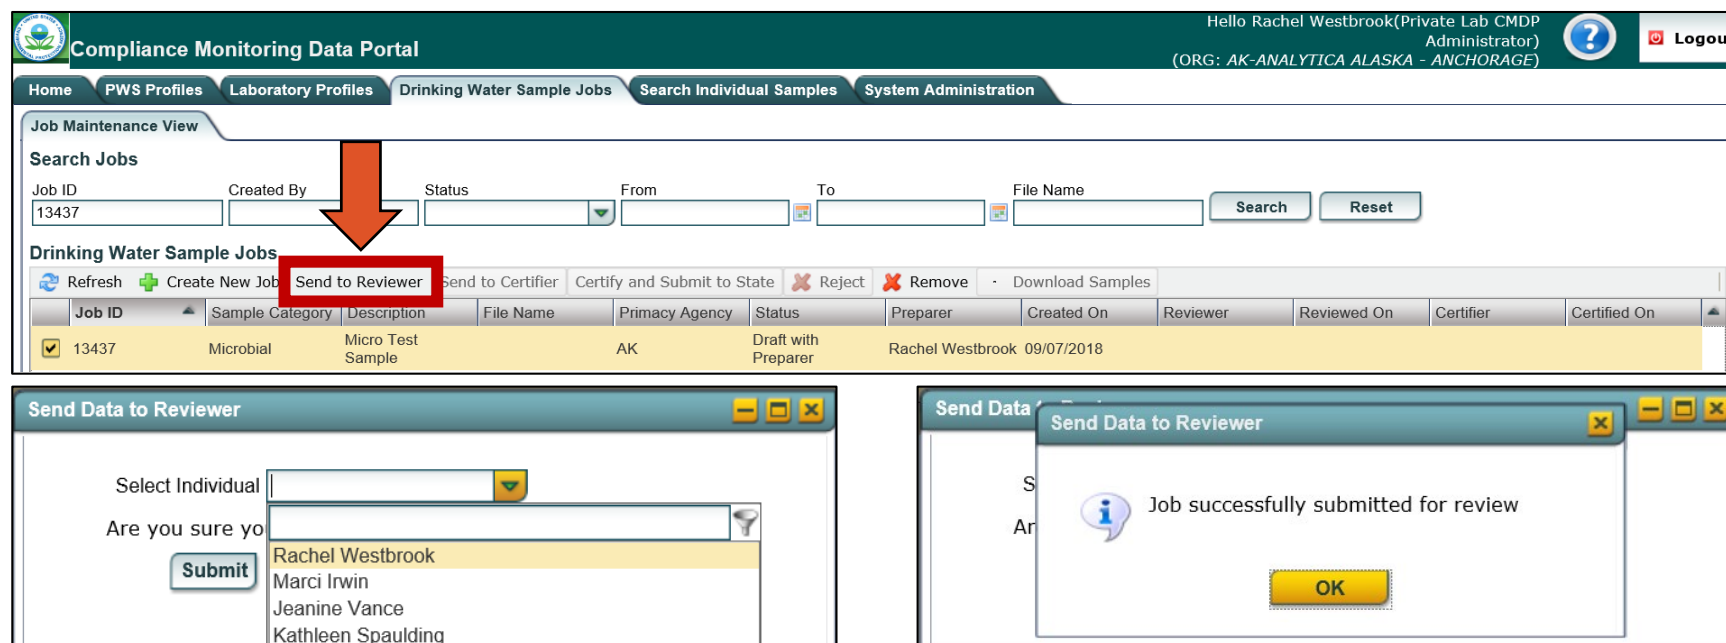 Hello Rachel Westbrook(Private Lab CMDP
Administrator)
(ORG: AK-ANALYTICA ALASKA - ANCHORAGE)
Compliance Monitoring Data Portal
Logou
Home PWS Profiles Laboratory Profiles Drinking Water Sample Jobs Search Individual Samples System Administration
Job Maintenance View
Search Jobs
Job ID Created By Status From To File Name
13437 Search Reset
Drinking Water Sample Jobs
Refresh Create New Job Send to Reviewer Send to Certifier Certify and Submit to State Reject Remove Download Samples
Job ID Sample Category Description File Name Primacy Agency Status Preparer Created On Reviewer Reviewed On Certifier Certified On
13437 Microbial Micro Test Sample AK Draft with Preparer Rachel Westbrook 09/07/2018
Send Data to Reviewer
Select Individual
Are you sure yo
Submit
Rachel Westbrook
Marci Irwin
Jeanine Vance
Kathleen Spaulding
Send Data
Send Data to Reviewer
S
Ar
Job successfully submitted for review
OK